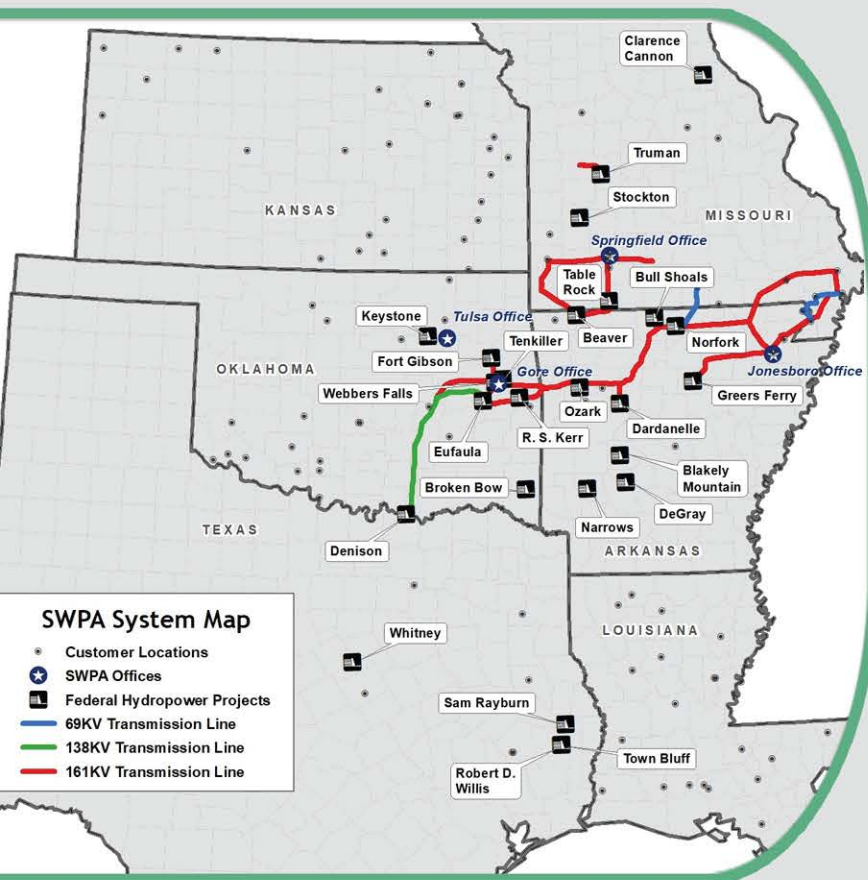 Clarence
Cannon
Truman
Stockton
KANSAS
MISSOURI
Springfield Office
Table
Rock
Bull Shoals
Keystone
Tulsa Office
Beaver
Norfork
Tenkiller
Fort Gibson
OKLAHOMA
Gore Office
Jonesboro Office
Webbers Falls
Greers Ferry
Ozark
Dardanelle
R. S. Kerr
Eufaula
Blakely
Mountain
Broken Bow
DeGray
Narrows
TEXAS
Denison
ARKANSAS
SWPA System Map
Customer Locations
SWPA Offices
Federal Hydropower Projects
69KV Transmission Line
138KV Transmission Line
161KV Transmission Line
LOUISIANA
Whitney
Sam Rayburn
Town Bluff
Robert D.
Willis